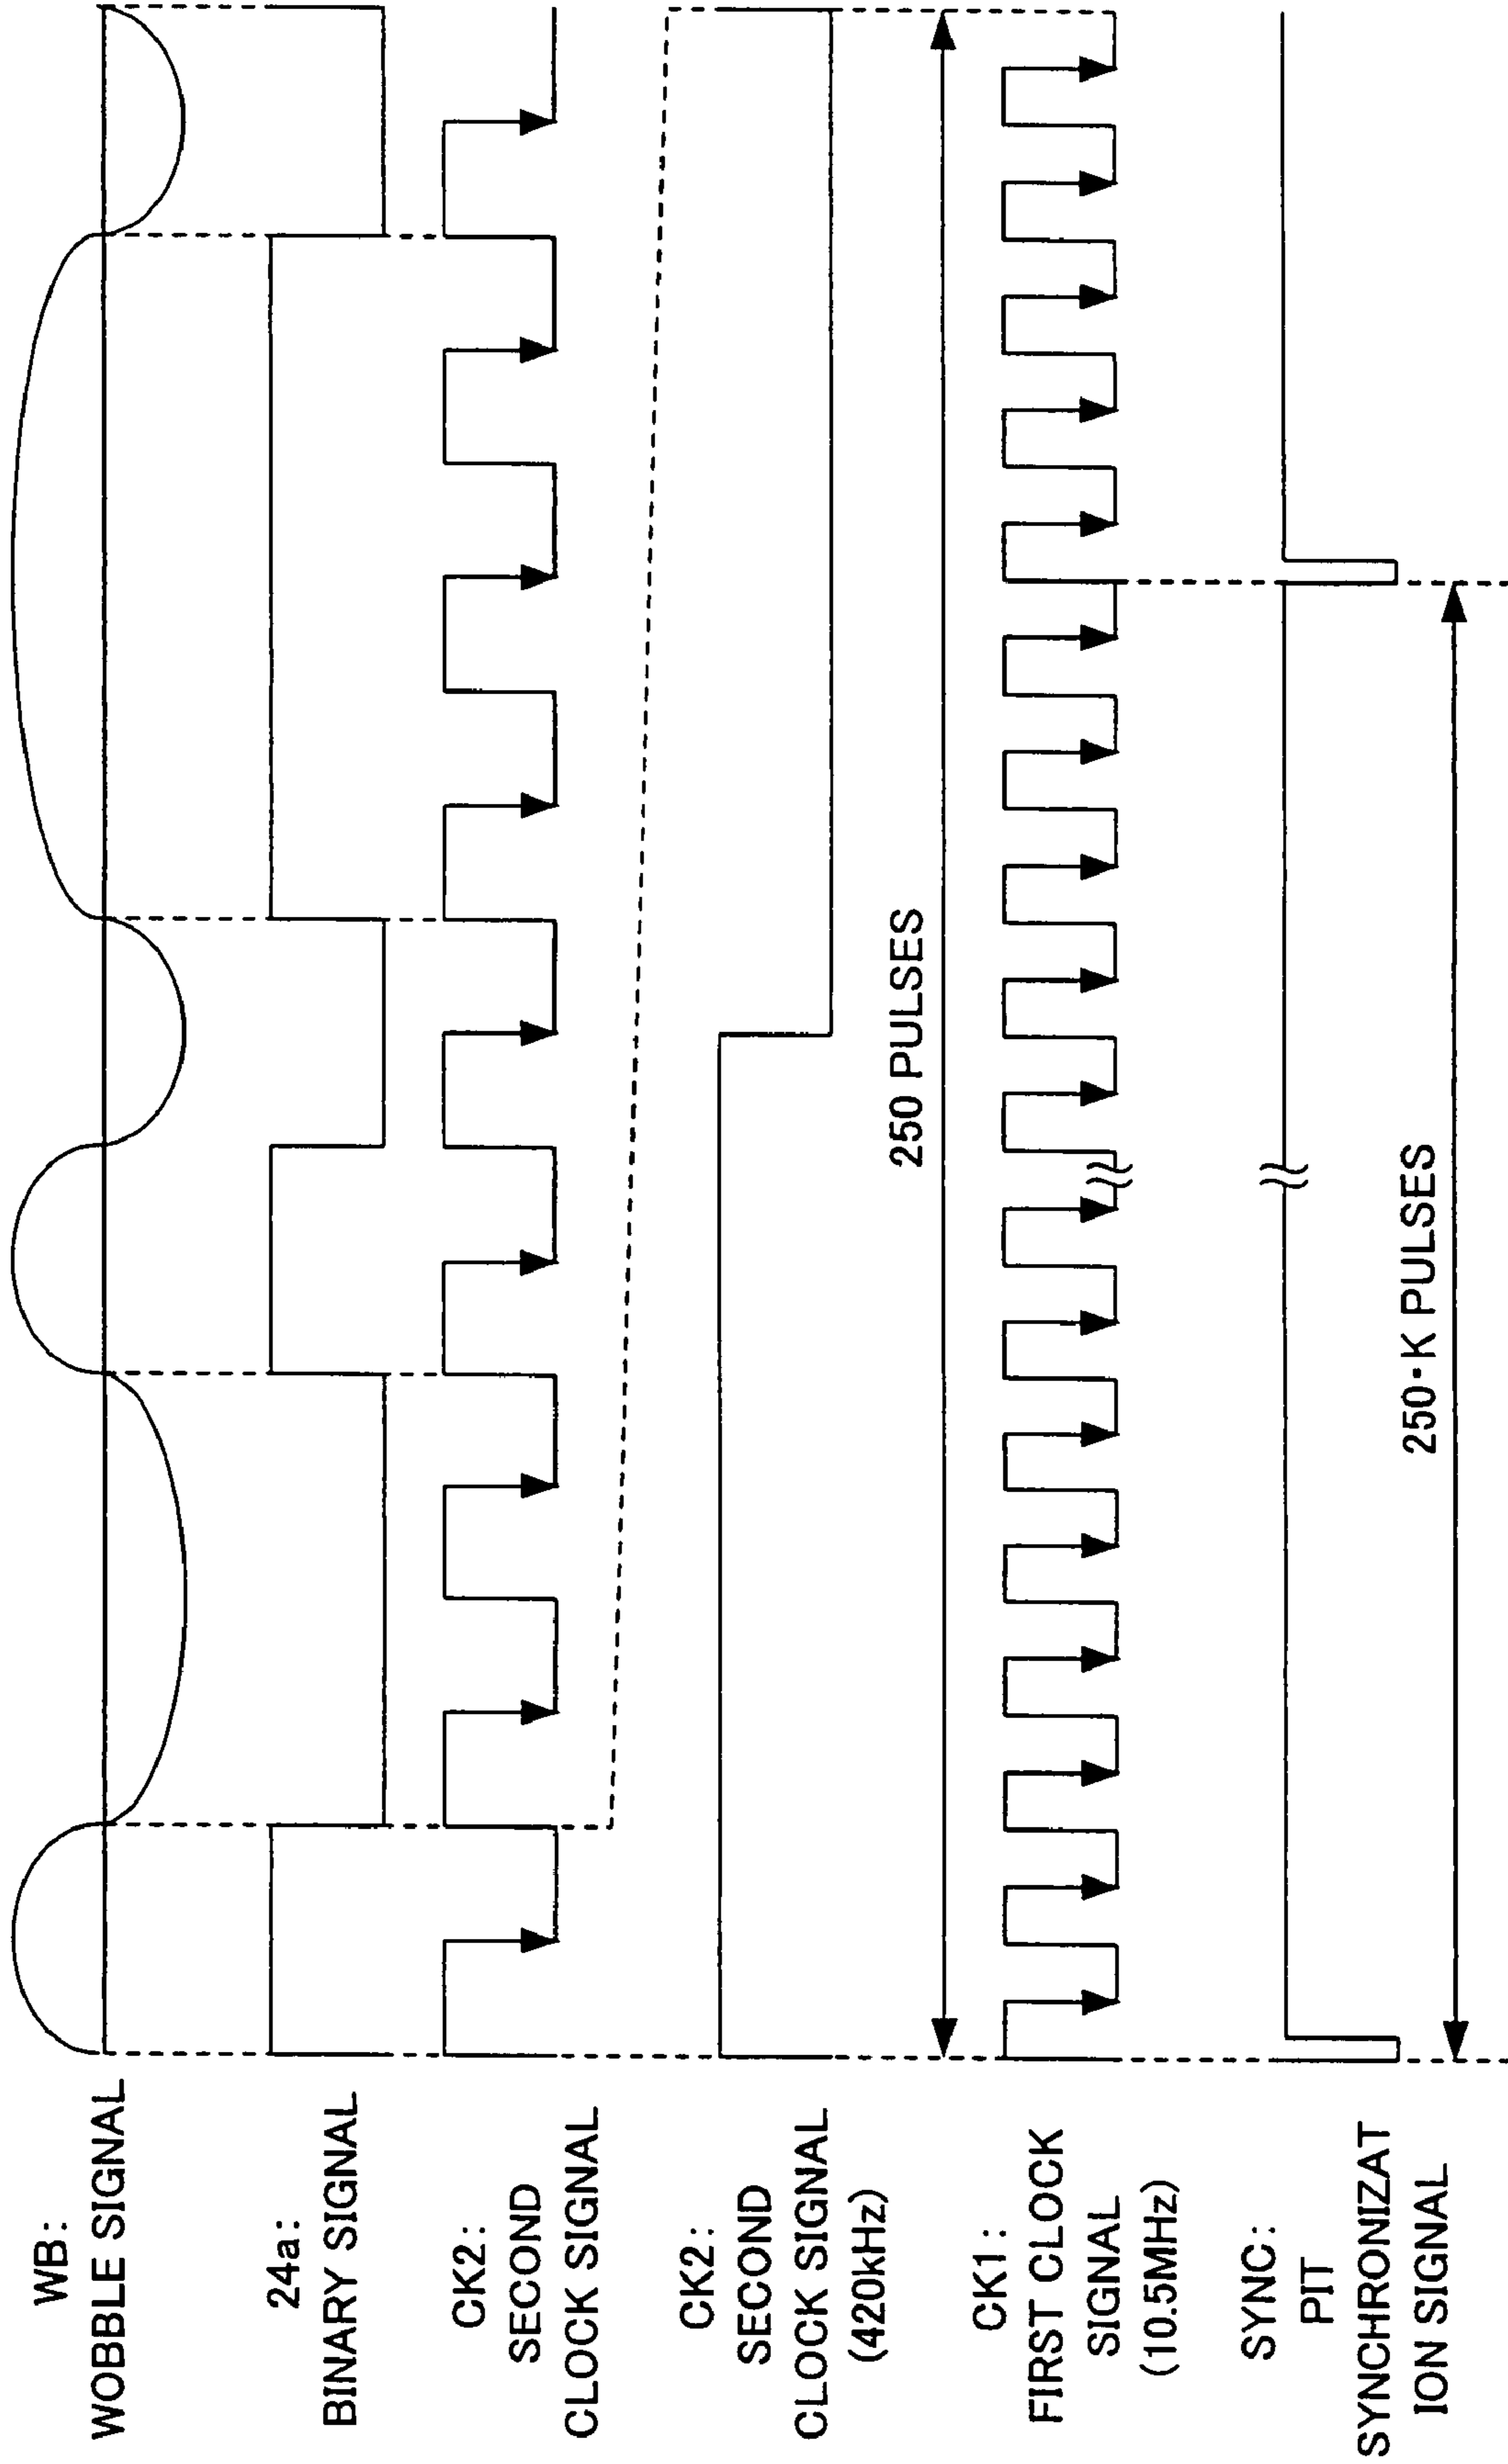 WB:
WOBBLE SIGNAL
24a:
BINARY SIGNAL
CK2:
SECOND
CLOCK SIGNAL
CK2:
SECOND
CLOCK SIGNAL
(420kHz)
250 PULSES
CK1:
FIRST CLOCK
SIGNAL
(10.5MHz)
SYNC:
PIT
SYNCHRONIZAT
ION SIGNAL
250·K PULSES